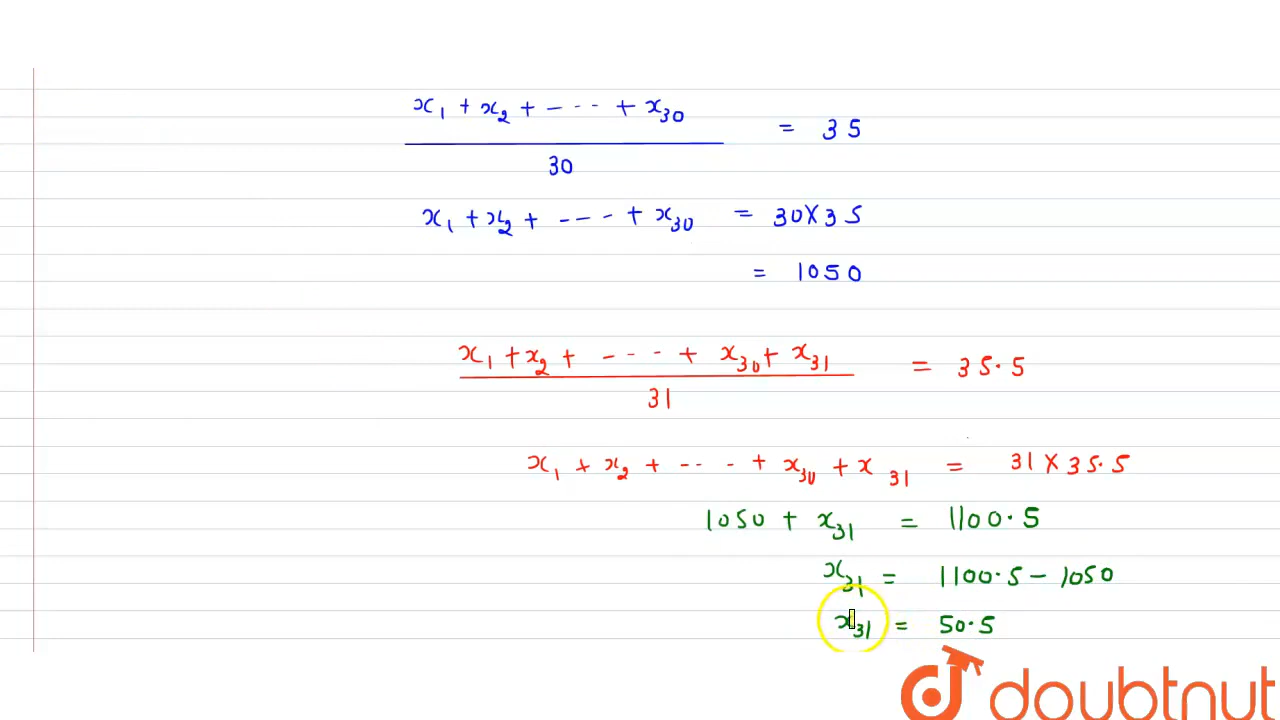 x₁ + x₂ + - - - - + x₃₀ = 35
30
x₁ + x₂ + - - - - + x₃₀ = 30 X 35
= 1050
x₁ + x₂ + - - - - + x₃₀ + x₃₁ = 35.5
31
x₁ + x₂ + - - - - + x₃₀ + x₃₁ = 31 X 35.5
1050 + x₃₁ = 1100.5
x₃₁ = 1100.5 - 1050
x₃₁ = 50.5
doubtnut